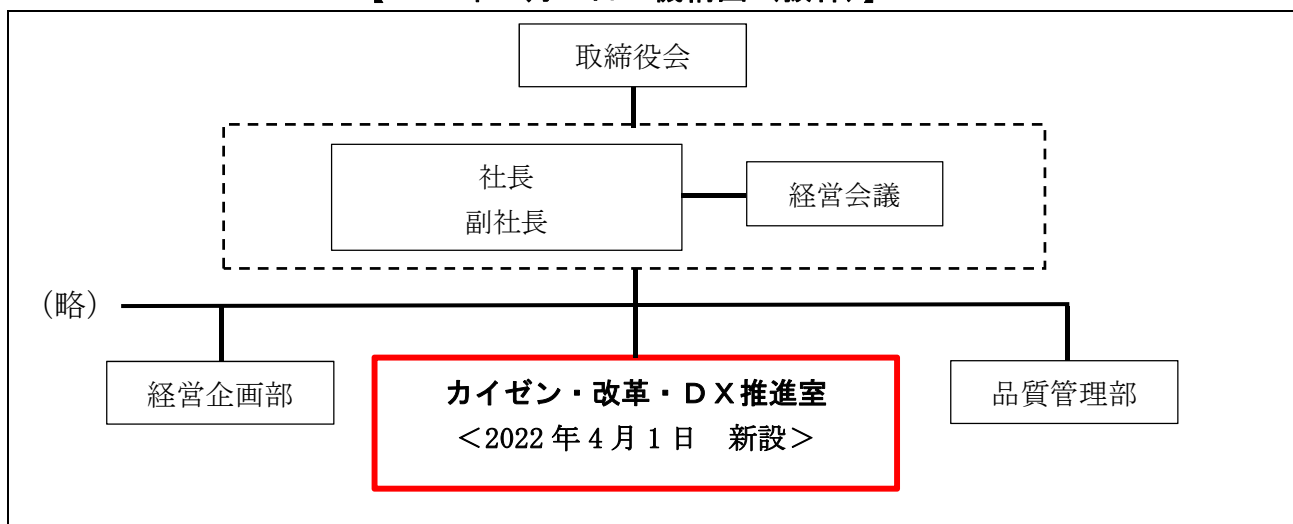 取締役会
社長
副社長
経営会議
(略)
経営企画部
カイゼン・改革・DX推進室
<2022年4月1日 新設>
品質管理部